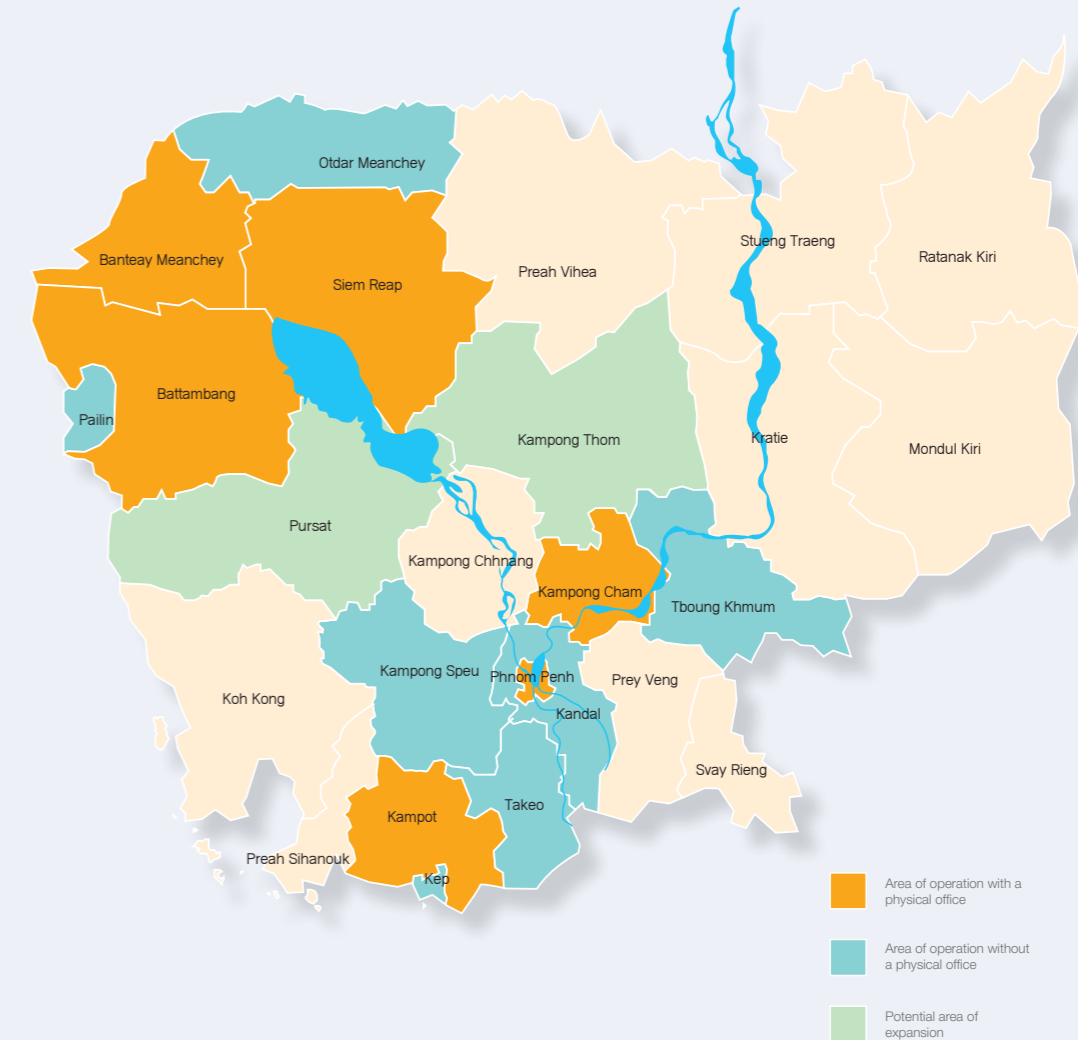 Otdar Meanchey
Stueng Traeng
Banteay Meanchey
Ratanak Kiri
Preah Vihea
Siem Reap
Battambang
Pailin
Kampong Thom
Kratie
Mondul Kiri
Pursat
Kampong Chhnang
Kampong Cham
Tboung Khmum
Kampong Speu
Phnom Penh
Prey Veng
Koh Kong
Kandal
Svay Rieng
Takeo
Kampot
Preah Sihanouk
Kep
Area of operation with a
physical office
Area of operation without
a physical office
Potential area of
expansion